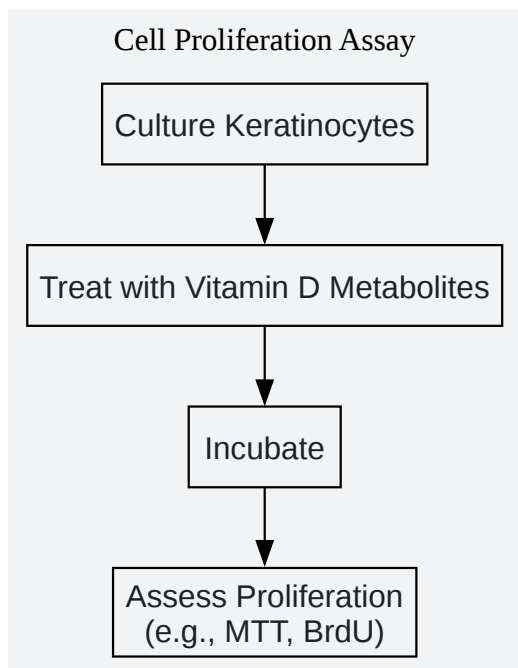 Cell Proliferation Assay
Culture Keratinocytes
Treat with Vitamin D Metabolites
Incubate
Assess Proliferation
(e.g., MTT, BrdU)